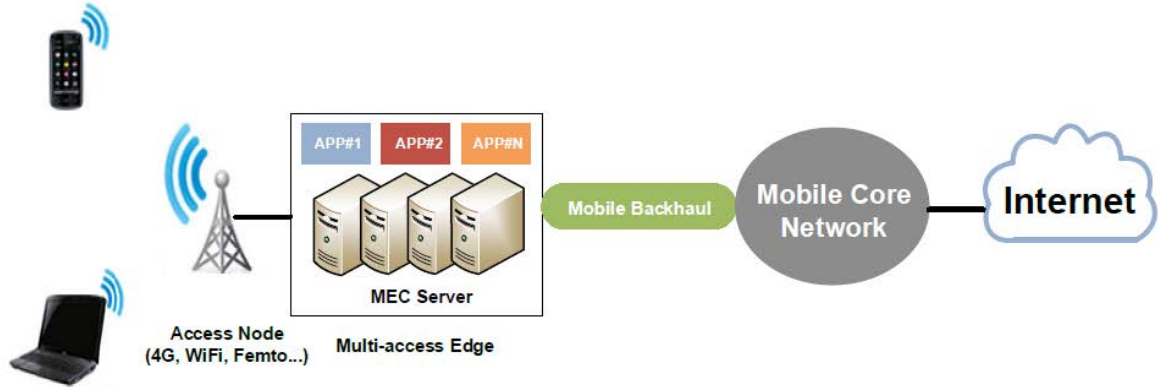 APP#1
APP#2
APP#N
MEC Server
Mobile Backhaul
Mobile Core
Network
Internet
Access Node
(4G, WiFi, Femto...)
Multi-access Edge